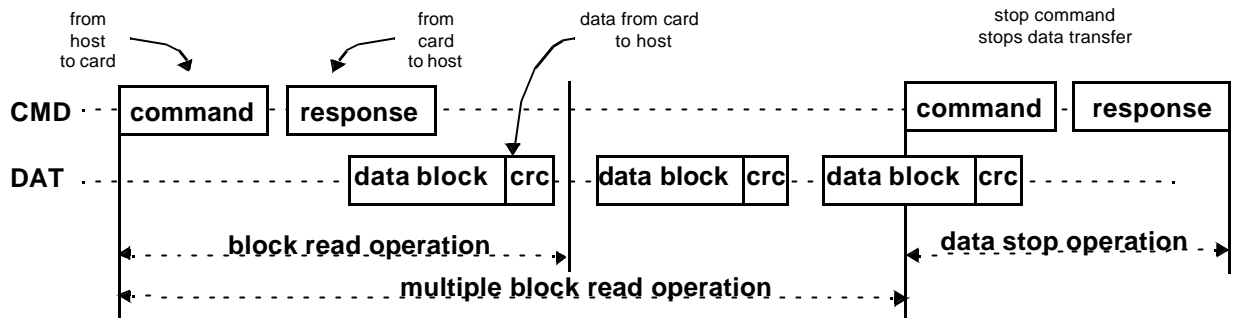 from
host
to card
from
card
to host
data from card
to host
stop command
stops data transfer
CMD
command
response
command
response
DAT
data block
crc
data block
crc
data block
crc
block read operation
data stop operation
multiple block read operation